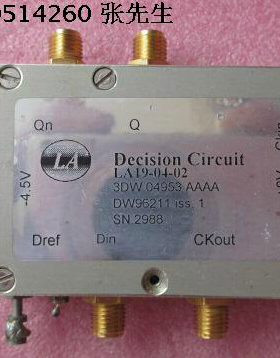 9514260 张先生
Qn Q
LA
Decision Circuit
LA19-04-02
3DW 04953 AAAA
DW96211 iss. 1
SN 2988
-4.5V
Dref Din CKout